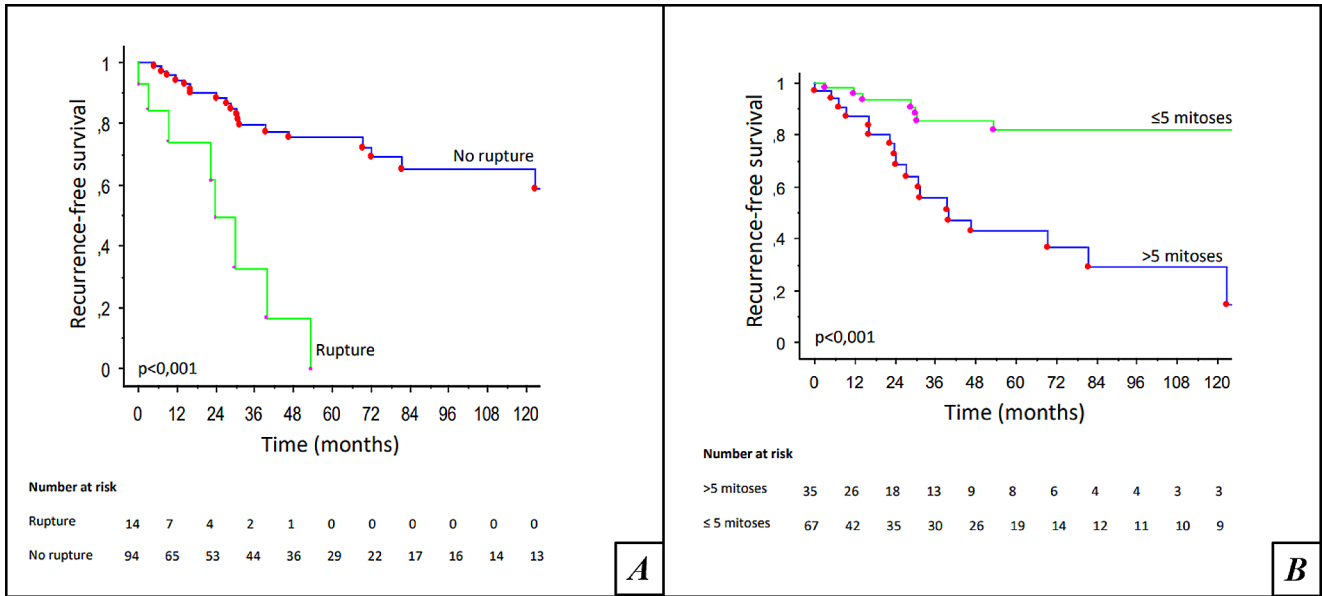 Recurrence-free survival
1
,8
,6
,4
,2
0
No rupture
Rupture
p<0,001
0 12 24 36 48 60 72 84 96 108 120
Time (months)
Number at risk
Rupture 14 7 4 2 1 0 0 0 0 0 0
No rupture 94 65 53 44 36 29 22 17 16 14 13
A
Recurrence-free survival
1
,8
,6
,4
,2
0
≤5 mitoses
>5 mitoses
p<0,001
0 12 24 36 48 60 72 84 96 108 120
Time (months)
Number at risk
>5 mitoses 35 26 18 13 9 8 6 4 4 3 3
≤ 5 mitoses 67 42 35 30 26 19 14 12 11 10 9
B